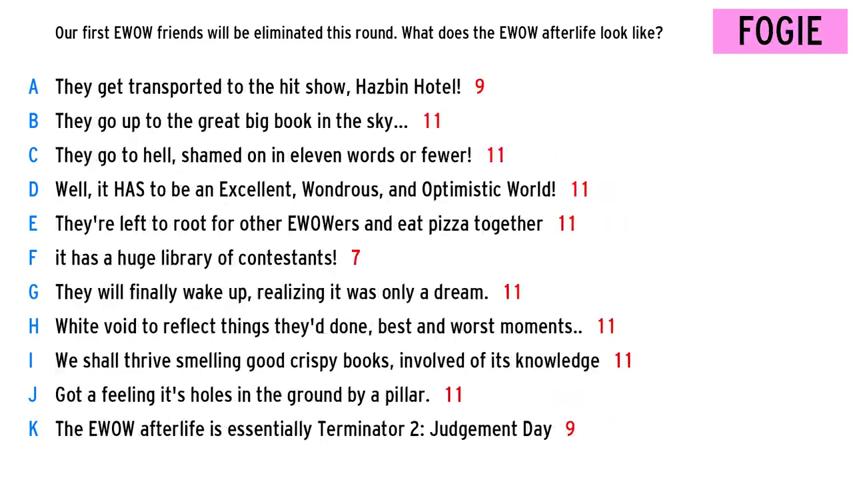 Our first EWOW friends will be eliminated this round. What does the EWOW afterlife look like?
FOGIE
A They get transported to the hit show, Hazbin Hotel! 9
B They go up to the great big book in the sky... 11
C They go to hell, shamed on in eleven words or fewer! 11
D Well, it HAS to be an Excellent, Wondrous, and Optimistic World! 11
E They're left to root for other EWOWers and eat pizza together 11
F it has a huge library of contestants! 7
G They will finally wake up, realizing it was only a dream. 11
H White void to reflect things they'd done, best and worst moments.. 11
I We shall thrive smelling good crispy books, involved of its knowledge 11
J Got a feeling it's holes in the ground by a pillar. 11
K The EWOW afterlife is essentially Terminator 2: Judgement Day 9